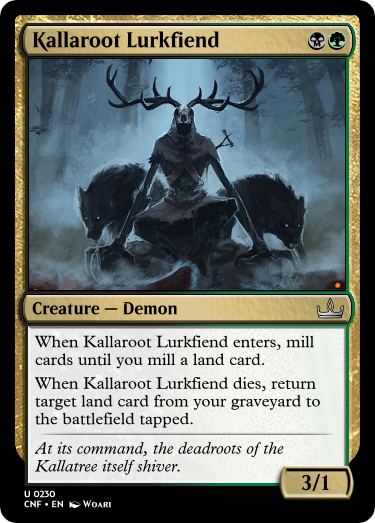 Kallaroot Lurkfiend
Creature — Demon
When Kallaroot Lurkfiend enters, mill
cards until you mill a land card.
When Kallaroot Lurkfiend dies, return
target land card from your graveyard to
the battlefield tapped.
At its command, the deadroots of the
Kallatree itself shiver.
3/1
U 0230
CNF • EN Woari